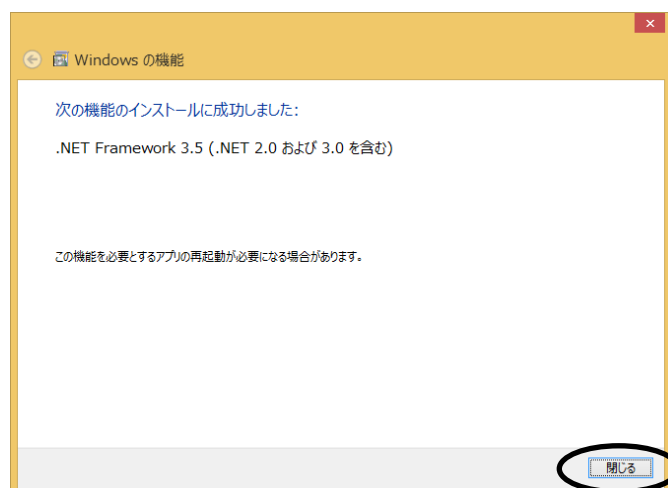 Windows の機能
次の機能のインストールに成功しました:
.NET Framework 3.5 (.NET 2.0 および 3.0 を含む)
この機能を必要とするアプリの再起動が必要になる場合があります。
閉じる